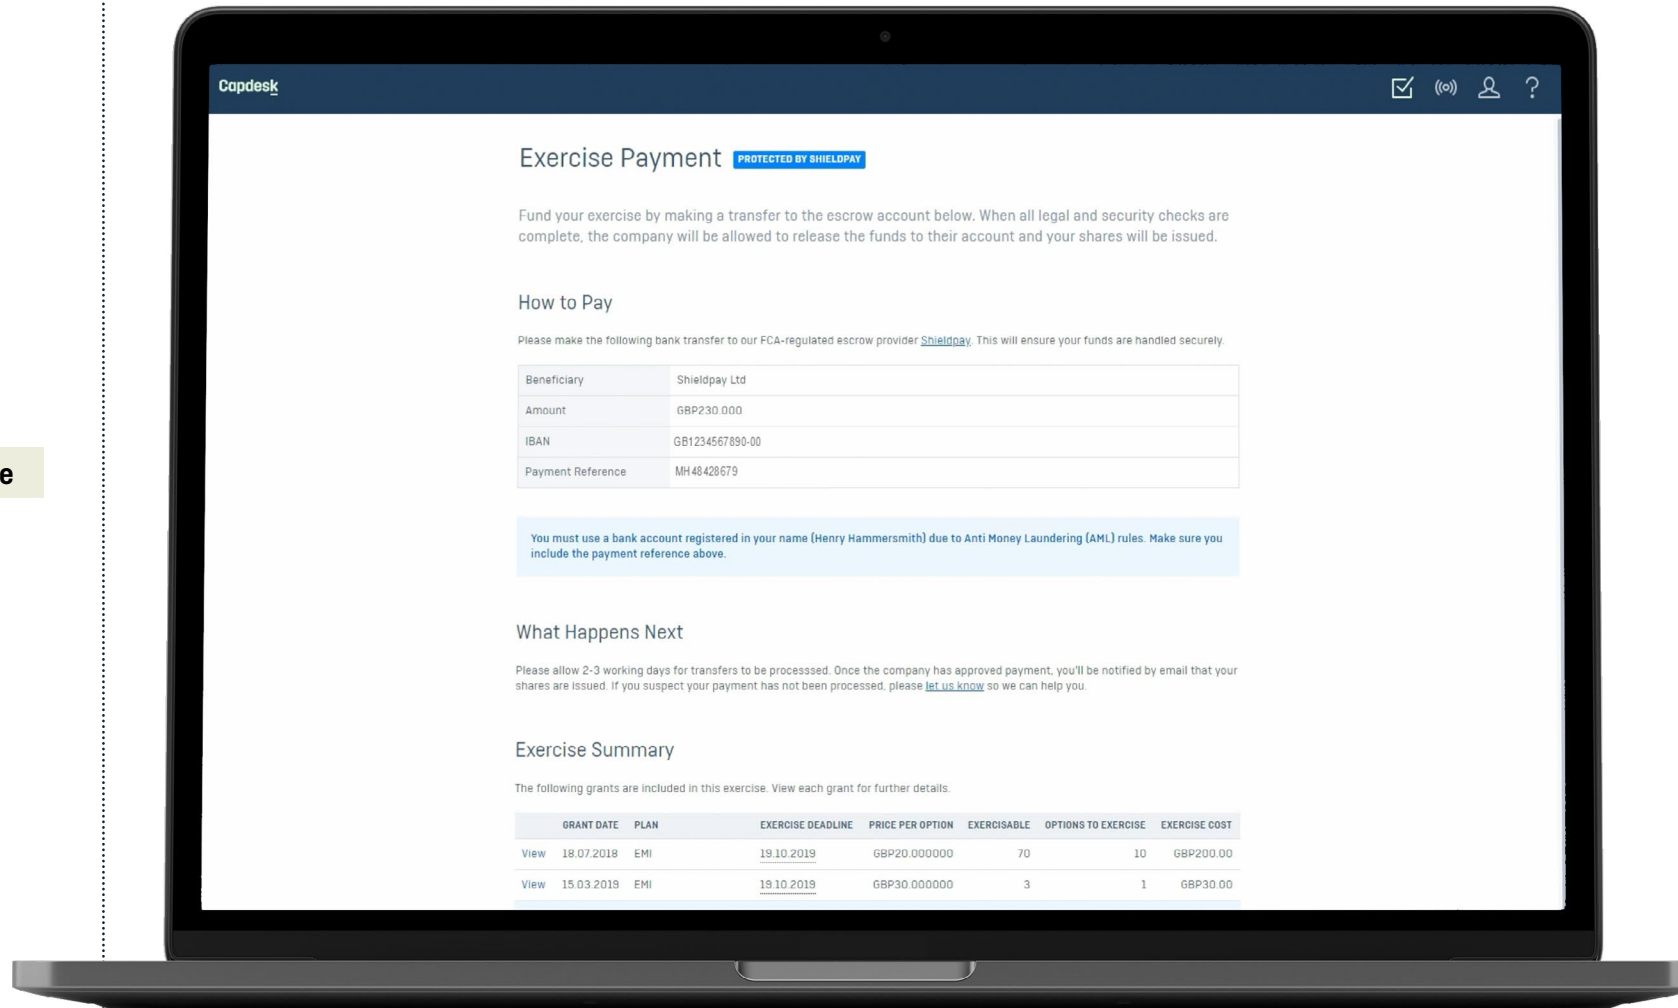 Capdesk
Exercise Payment PROTECTED BY SHIELDPAY
Fund your exercise by making a transfer to the escrow account below. When all legal and security checks are
complete, the company will be allowed to release the funds to their account and your shares will be issued.
How to Pay
Please make the following bank transfer to our FCA-regulated escrow provider Shieldpay. This will ensure your funds are handled securely.
Beneficiary Shieldpay Ltd
Amount GBP230.000
IBAN GB1234567890-00
Payment Reference MH48428679
e
You must use a bank account registered in your name (Henry Hammersmith) due to Anti Money Laundering (AML) rules. Make sure you
include the payment reference above.
What Happens Next
Please allow 2-3 working days for transfers to be processsed. Once the company has approved payment, you'll be notified by email that your
shares are issued. If you suspect your payment has not been processed, please let us know so we can help you.
Exercise Summary
The following grants are included in this exercise. View each grant for further details.
GRANT DATE PLAN EXERCISE DEADLINE PRICE PER OPTION EXERCISABLE OPTIONS TO EXERCISE EXERCISE COST
View 18.07.2018 EMI 19.10.2019 GBP20.000000 70 10 GBP200.00
View 15.03.2019 EMI 19.10.2019 GBP30.000000 3 1 GBP30.00